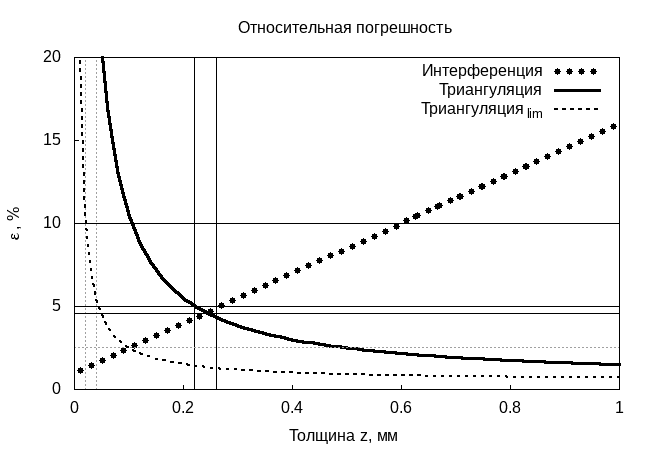 Относительная погрешность
20
15
10
5
0
ε, %
Интерференция
Триангуляция
Триангуляция lim
0
0.2
0.4
0.6
0.8
1
Толщина z, мм